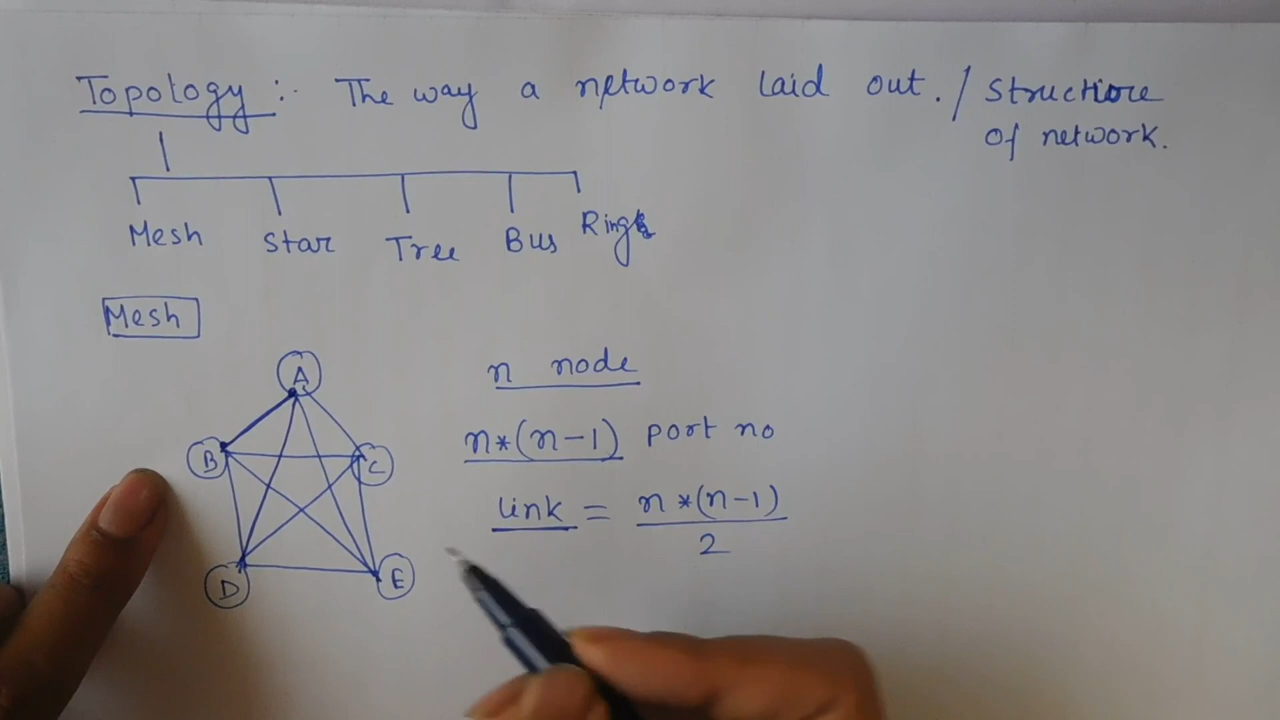 Topology :- The way a network laid out. / Structure
of network.
Mesh Star Tree Bus Ring
Mesh
A
B C
D E
n node
n*(n-1) port no
link = n*(n-1)
2